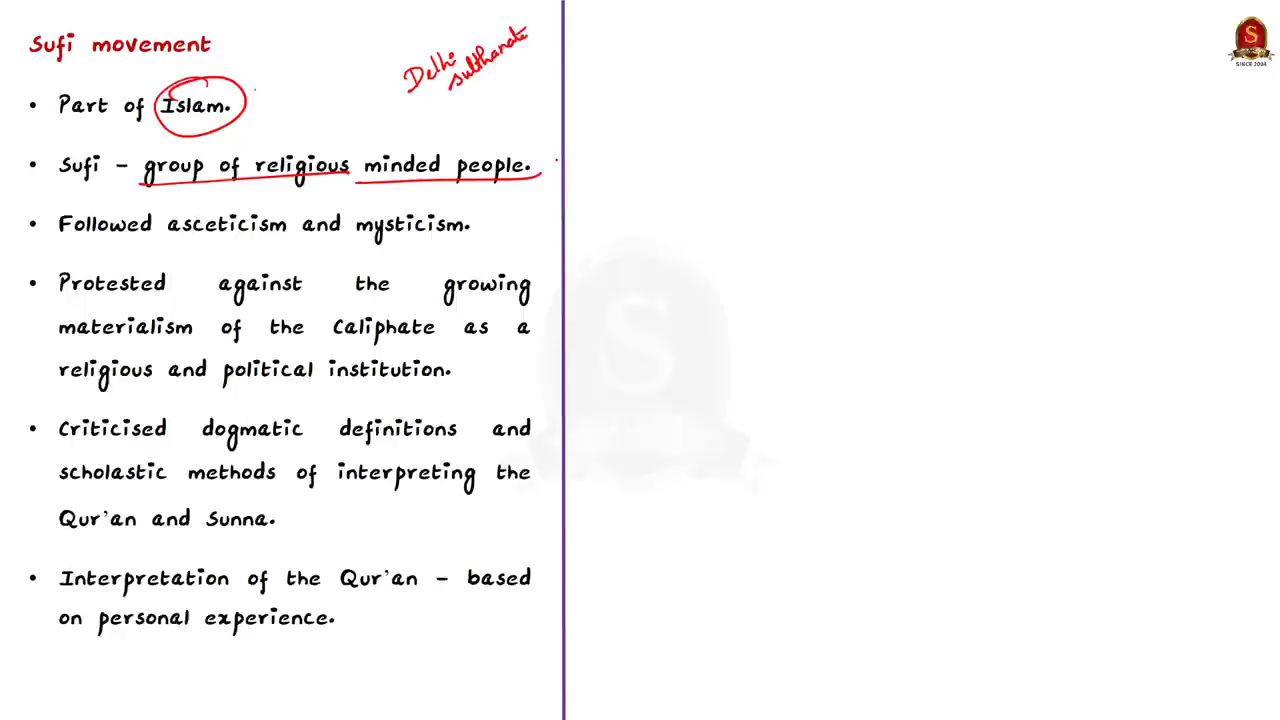 Sufi movement
Delhi
sulthanate
• Part of Islam.
• Sufi – group of religious minded people.
• Followed asceticism and mysticism.
• Protested against the growing
materialism of the Caliphate as a
religious and political institution.
• Criticised dogmatic definitions and
scholastic methods of interpreting the
Qur'an and Sunna.
• Interpretation of the Qur'an – based
on personal experience.
S
SINCE 2004
S